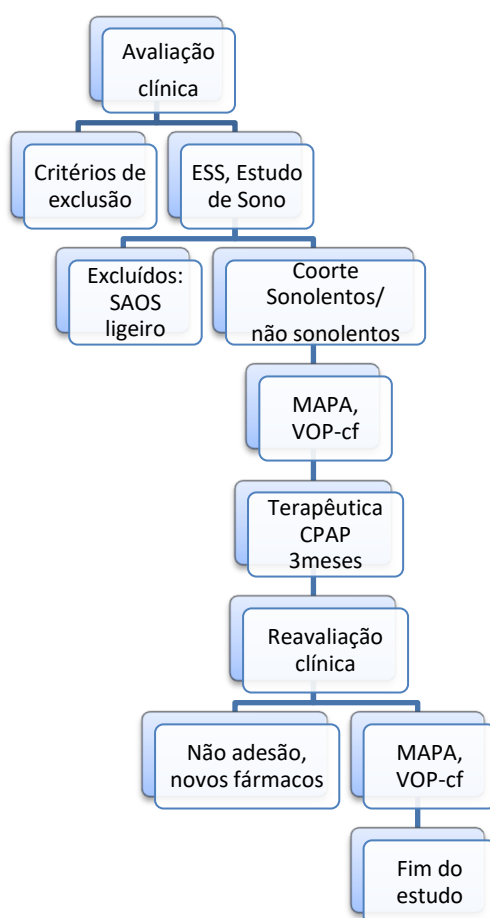 Avaliação
clínica
Critérios de
exclusão
ESS, Estudo
de Sono
Excluídos:
SAOS
ligeiro
Coorte
Sonolentos/
não sonolentos
MAPA,
VOP-cf
Terapêutica
CPAP
3meses
Reavaliação
clínica
Não adesão,
novos fármacos
MAPA,
VOP-cf
Fim do
estudo